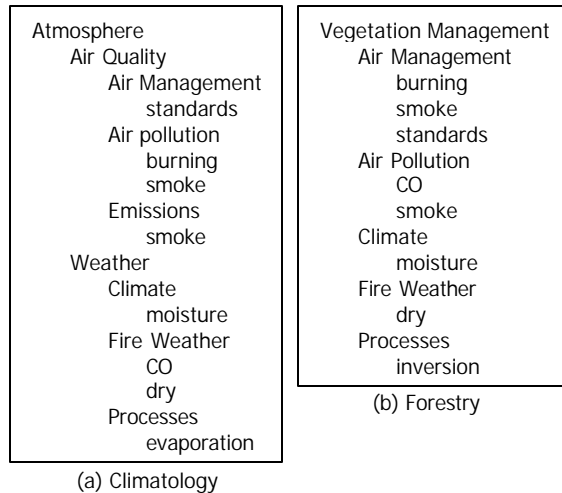 Atmosphere
Air Quality
Air Management
standards
Air pollution
burning
smoke
Emissions
smoke
Weather
Climate
moisture
Fire Weather
CO
dry
Processes
evaporation
(a) Climatology
Vegetation Management
Air Management
burning
smoke
standards
Air Pollution
CO
smoke
Climate
moisture
Fire Weather
dry
Processes
inversion
(b) Forestry